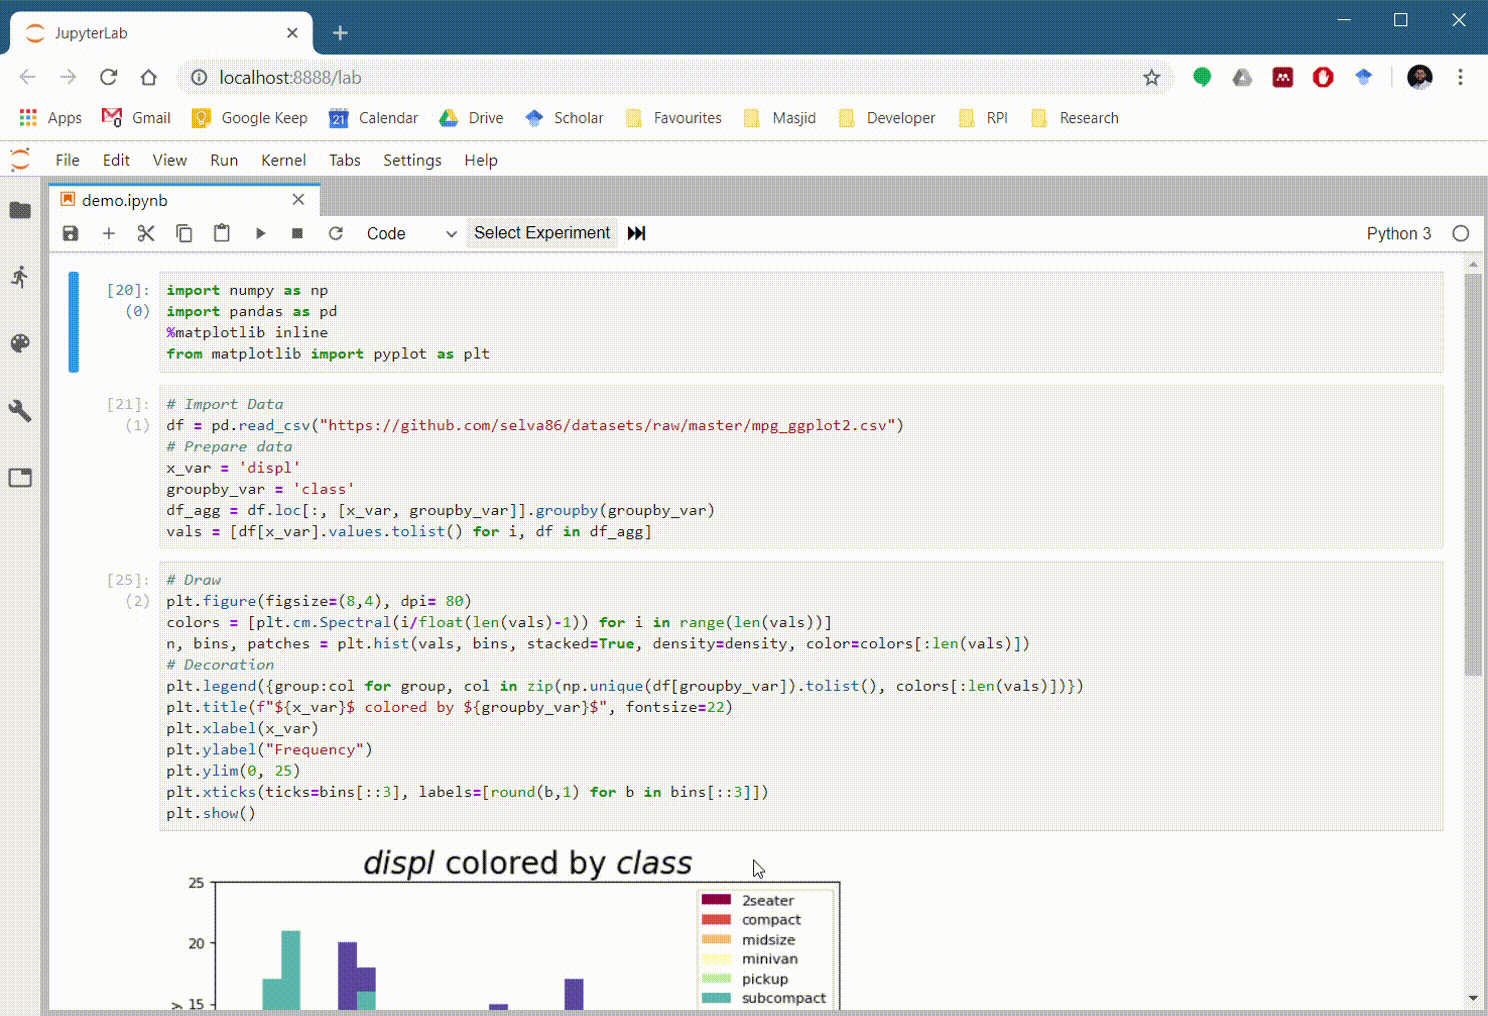 JupyterLab
localhost:8888/lab
Apps Gmail Google Keep 21 Calendar Drive Scholar Favourites Masjid Developer RPI Research
File Edit View Run Kernel Tabs Settings Help
demo.ipynb
Code Select Experiment Python 3
[20]: import numpy as np
(0) import pandas as pd
%matplotlib inline
from matplotlib import pyplot as plt
[21]: # Import Data
(1) df = pd.read_csv("https://github.com/selva86/datasets/raw/master/mpg_ggplot2.csv")
# Prepare data
x_var = 'displ'
groupby_var = 'class'
df_agg = df.loc[:, [x_var, groupby_var]].groupby(groupby_var)
vals = [df[x_var].values.tolist() for i, df in df_agg]
[25]: # Draw
(2) plt.figure(figsize=(8,4), dpi= 80)
colors = [plt.cm.Spectral(i/float(len(vals)-1)) for i in range(len(vals))]
n, bins, patches = plt.hist(vals, bins, stacked=True, density=density, color=colors[:len(vals)])
# Decoration
plt.legend({group:col for group, col in zip(np.unique(df[groupby_var]).tolist(), colors[:len(vals)])})
plt.title(f"${x_var}$ colored by ${groupby_var}$", fontsize=22)
plt.xlabel(x_var)
plt.ylabel("Frequency")
plt.ylim(0, 25)
plt.xticks(ticks=bins[::3], labels=[round(b,1) for b in bins[::3]])
plt.show()
displ colored by class
25
2seater
compact
20
midsize
minivan
pickup
subcompact
y 15